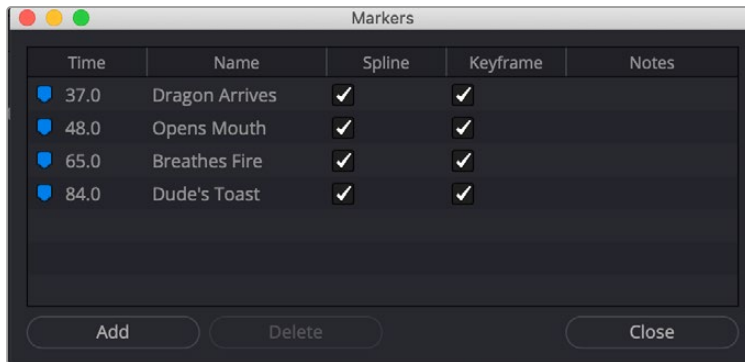 Markers
Time Name Spline Keyframe Notes
37.0 Dragon Arrives
48.0 Opens Mouth
65.0 Breathes Fire
84.0 Dude's Toast
Add Delete Close